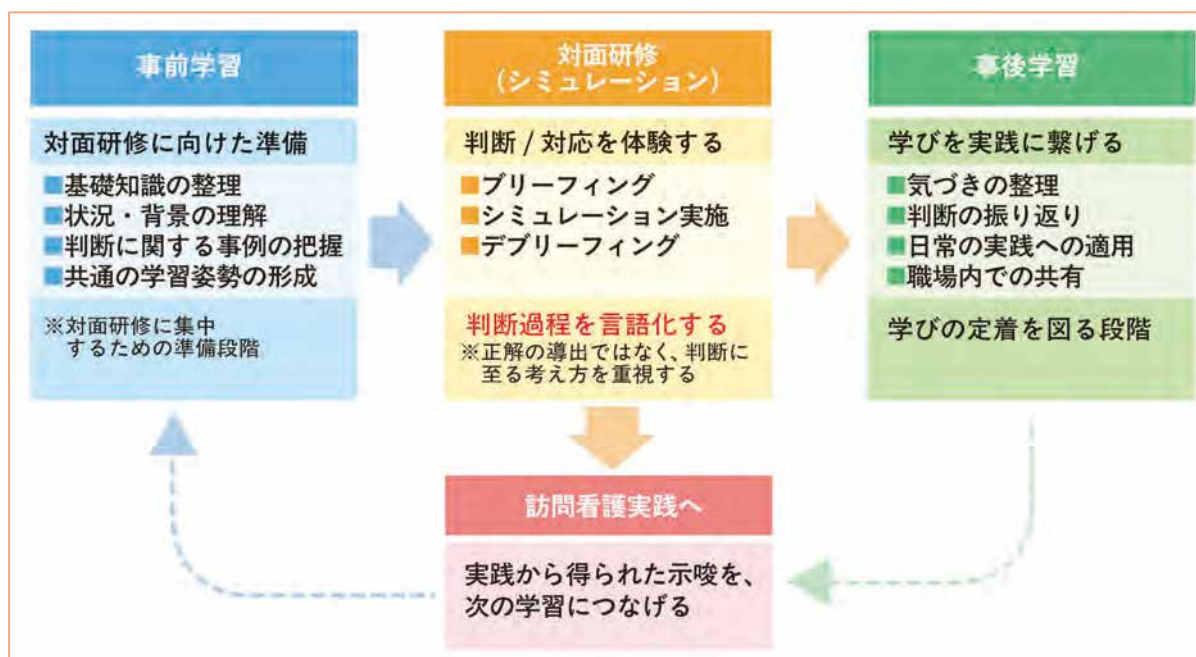 事前学習
対面研修に向けた準備
■基礎知識の整理
■状況・背景の理解
■判断に関する事例の把握
■共通の学習姿勢の形成
※対面研修に集中
するための準備段階
対面研修
（シミュレーション）
判断 / 対応を体験する
■ブリーフィング
■シミュレーション実施
■デブリーフィング
判断過程を言語化する
※正解の導出ではなく、判断に
至る考え方を重視する
事後学習
学びを実践に繋げる
■気づきの整理
■判断の振り返り
■日常の実践への適用
■職場内での共有
学びの定着を図る段階
訪問看護実践へ
実践から得られた示唆を、
次の学習につなげる